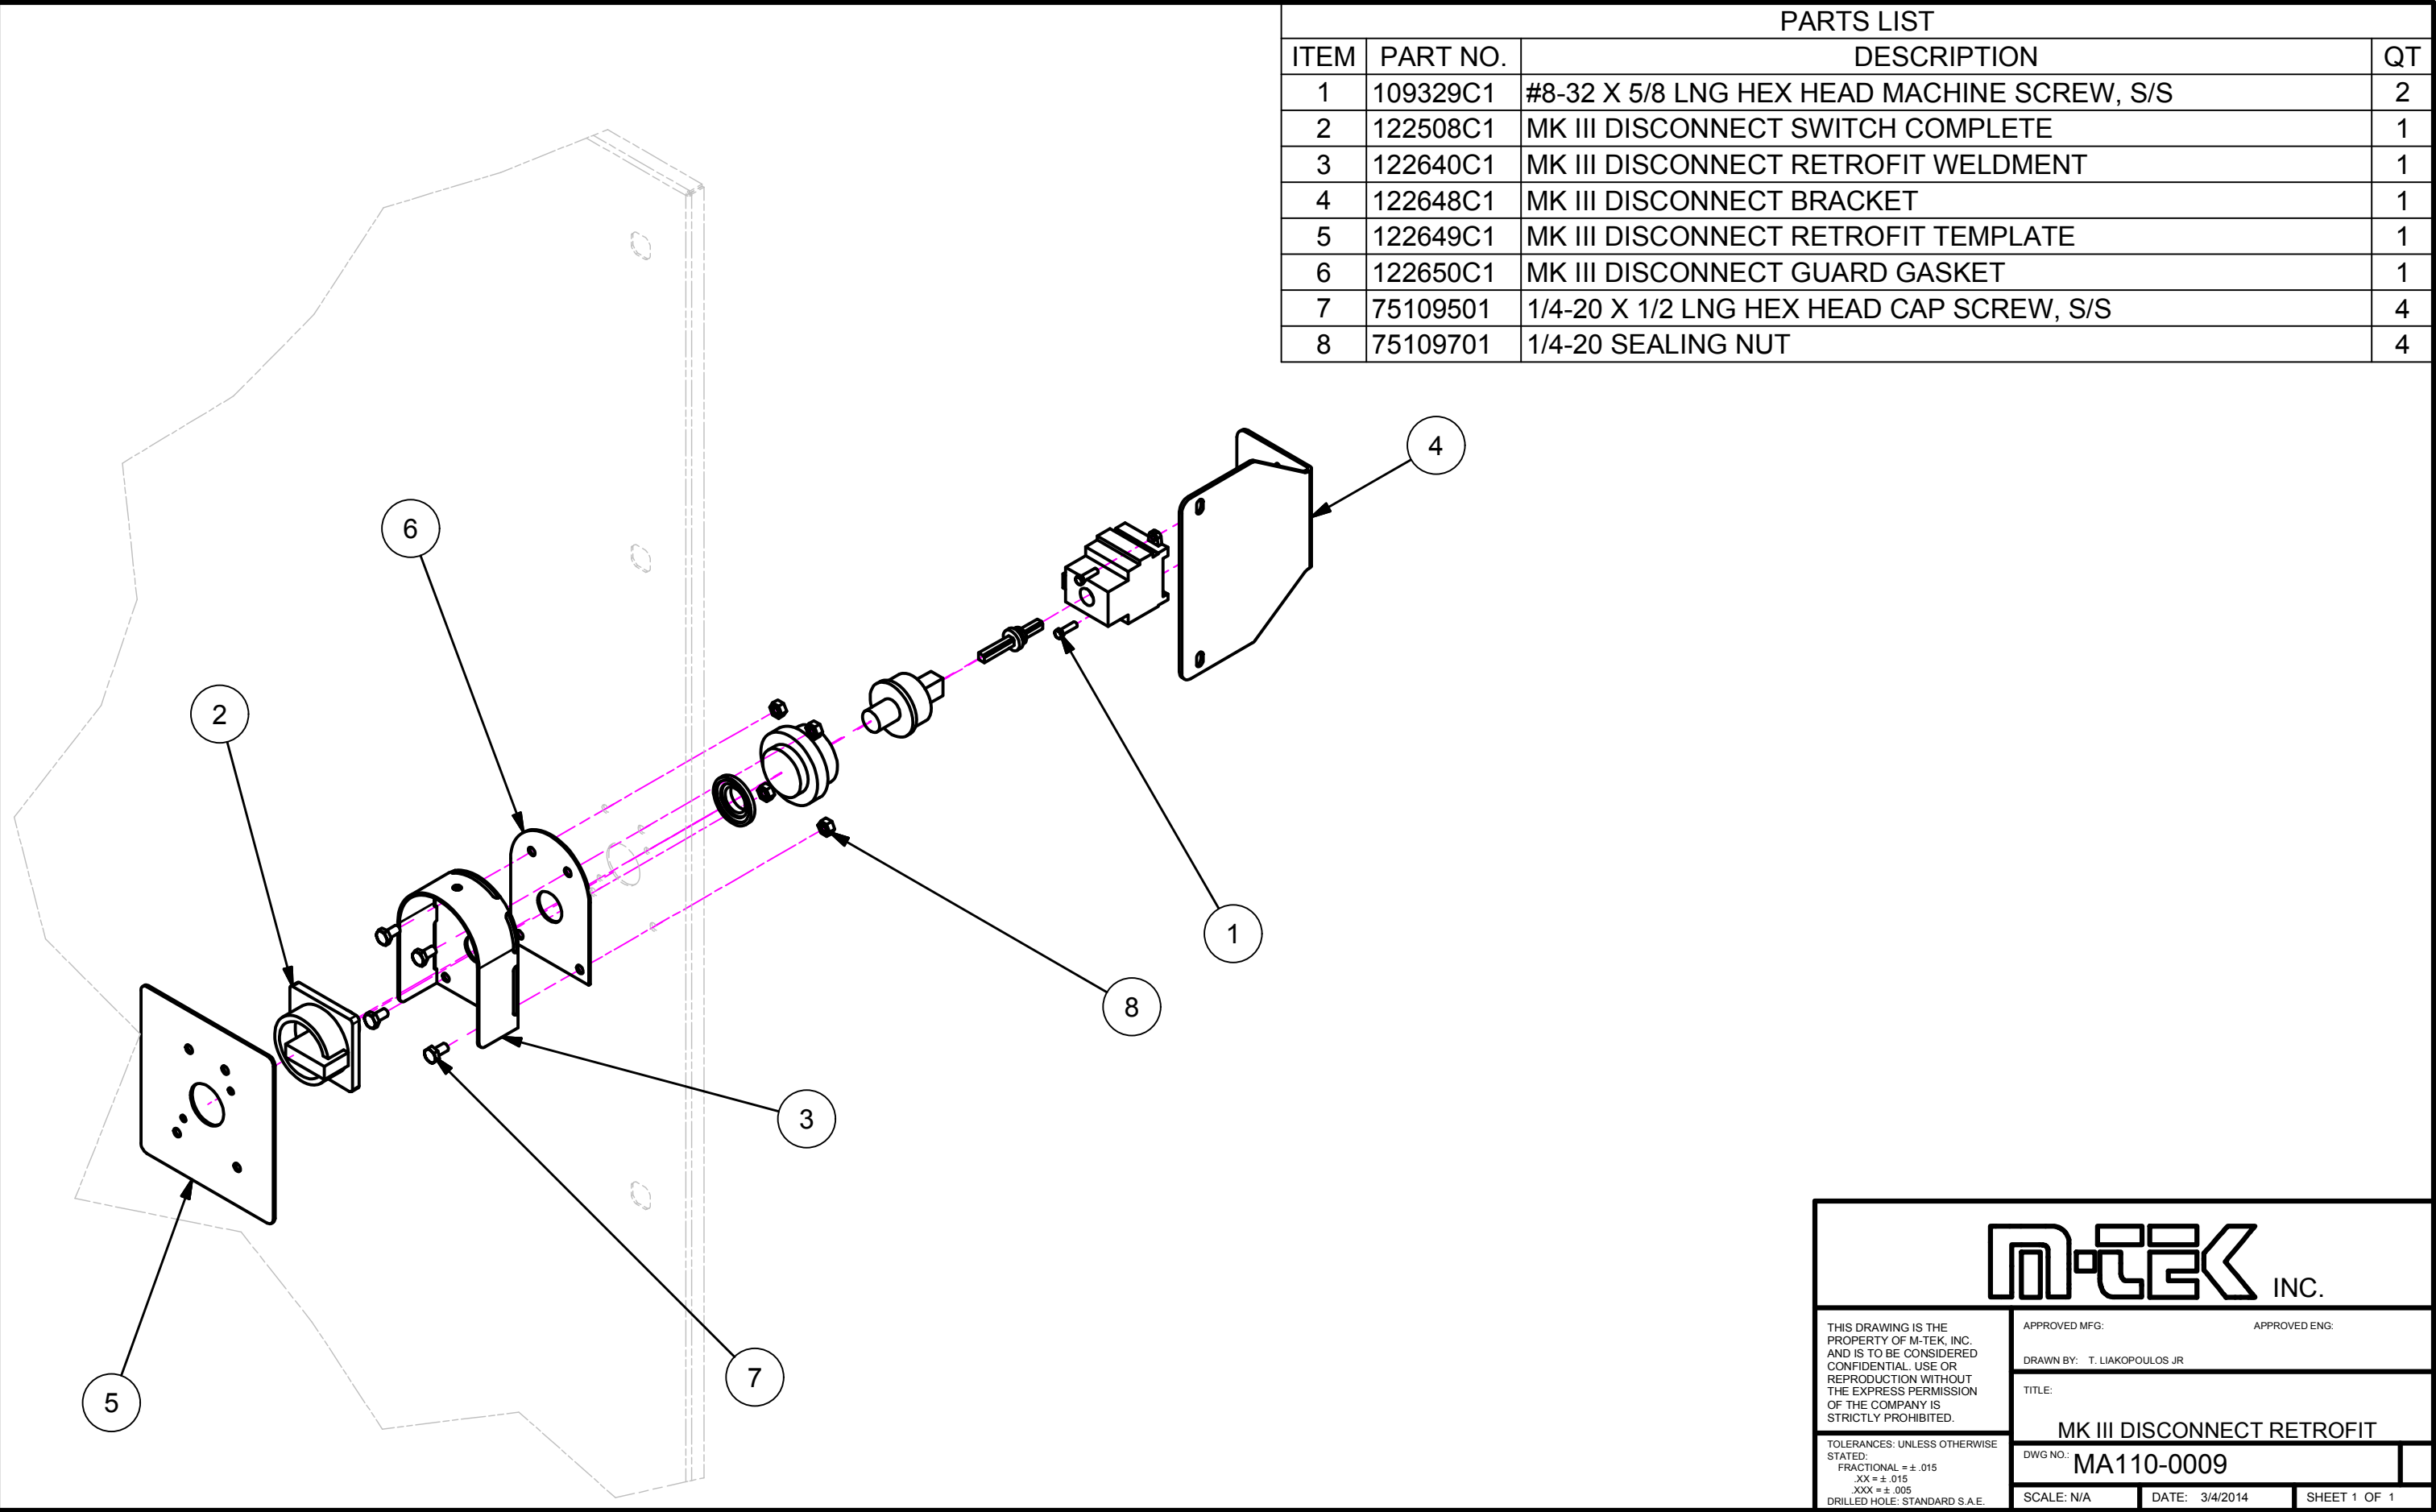 PARTS LIST
ITEM PART NO. DESCRIPTION QT
1 109329C1 #8-32 X 5/8 LNG HEX HEAD MACHINE SCREW, S/S 2
2 122508C1 MK III DISCONNECT SWITCH COMPLETE 1
3 122640C1 MK III DISCONNECT RETROFIT WELDMENT 1
4 122648C1 MK III DISCONNECT BRACKET 1
5 122649C1 MK III DISCONNECT RETROFIT TEMPLATE 1
6 122650C1 MK III DISCONNECT GUARD GASKET 1
7 75109501 1/4-20 X 1/2 LNG HEX HEAD CAP SCREW, S/S 4
8 75109701 1/4-20 SEALING NUT 4
4
6
2
1
8
3
7
5
M-TEK INC.
THIS DRAWING IS THE
PROPERTY OF M-TEK, INC.
AND IS TO BE CONSIDERED
CONFIDENTIAL. USE OR
REPRODUCTION WITHOUT
THE EXPRESS PERMISSION
OF THE COMPANY IS
STRICTLY PROHIBITED.
APPROVED MFG: APPROVED ENG:
DRAWN BY: T. LIAKOPOULOS JR
TITLE:
MK III DISCONNECT RETROFIT
TOLERANCES: UNLESS OTHERWISE
STATED:
FRACTIONAL = ± .015
.XX = ± .015
.XXX = ± .005
DRILLED HOLE: STANDARD S.A.E.
DWG NO.: MA110-0009
SCALE: N/A DATE: 3/4/2014 SHEET 1 OF 1